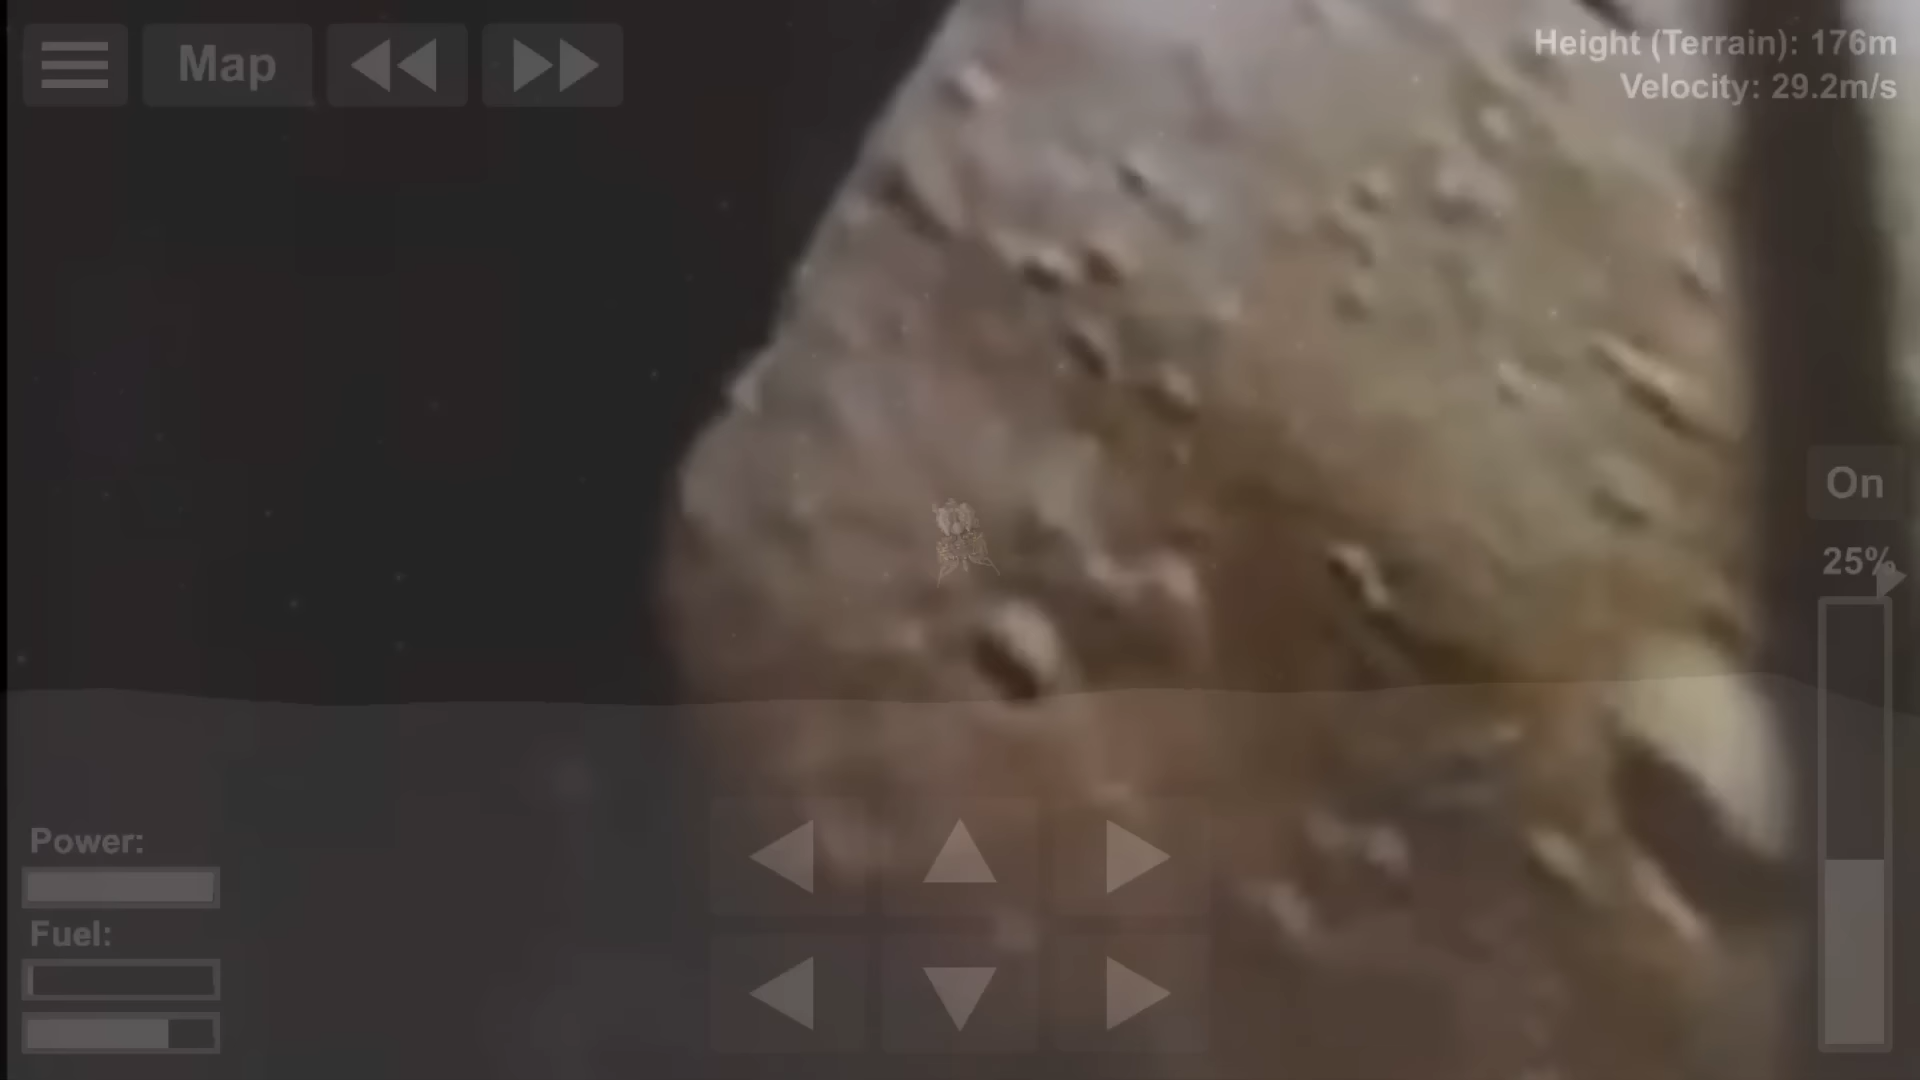 Map
Height (Terrain): 176m
Velocity: 29.2m/s
On
25%
Power:
Fuel: